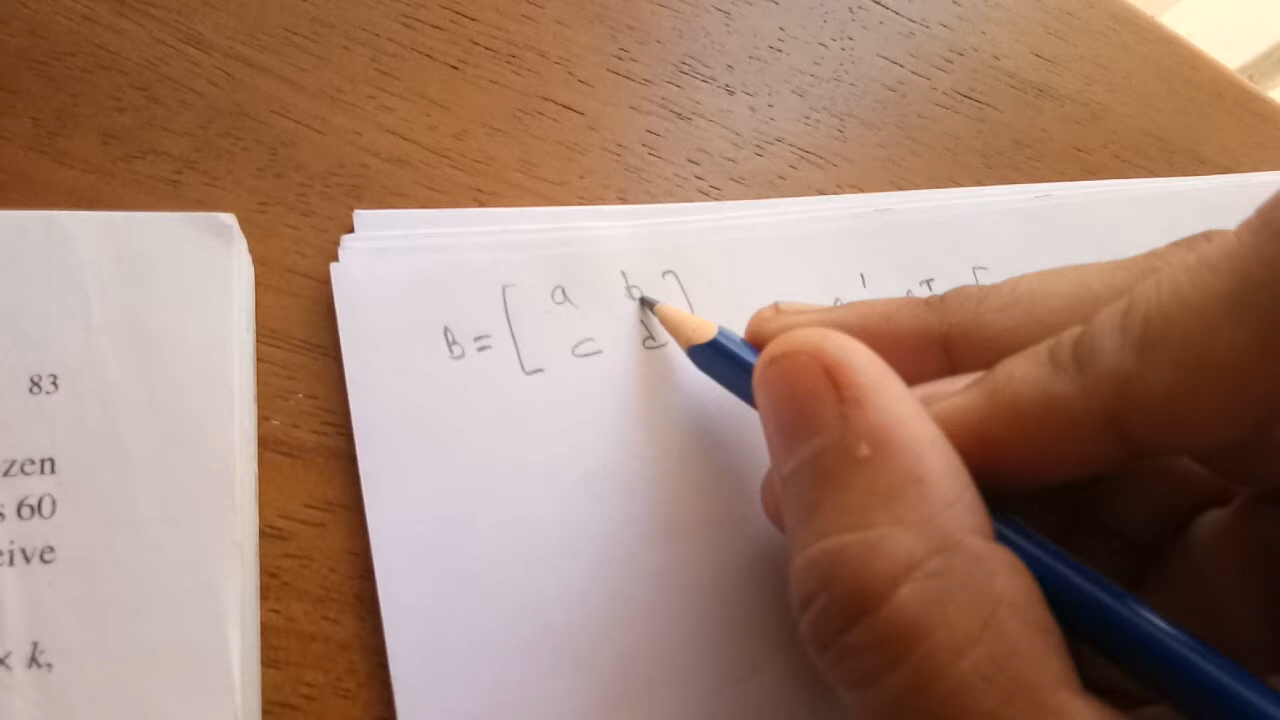 83
zen
s 60
eive
× k,
B = [ a b
c d ]